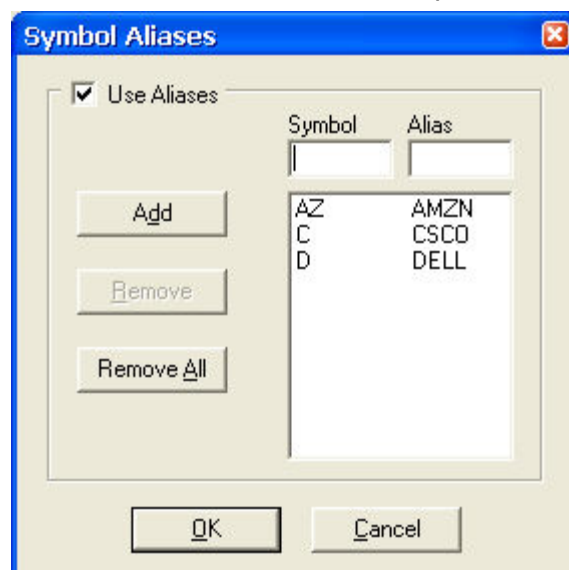 Symbol Aliases
Use Aliases
Symbol Alias
Add
AZ AMZN
C CSCO
D DELL
Remove
Remove All
OK Cancel